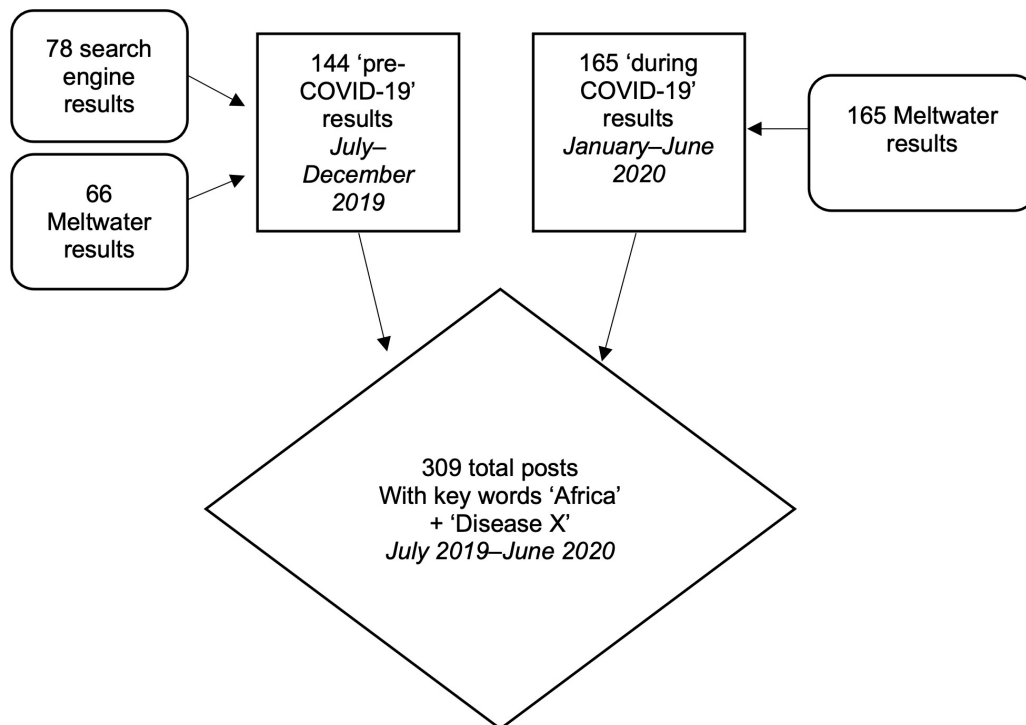 78 search
engine
results
66
Meltwater
results
144 ‘pre-
COVID-19’
results
July–
December
2019
165 ‘during
COVID-19’
results
January–June
2020
165 Meltwater
results
309 total posts
With key words ‘Africa’
+ ‘Disease X’
July 2019–June 2020